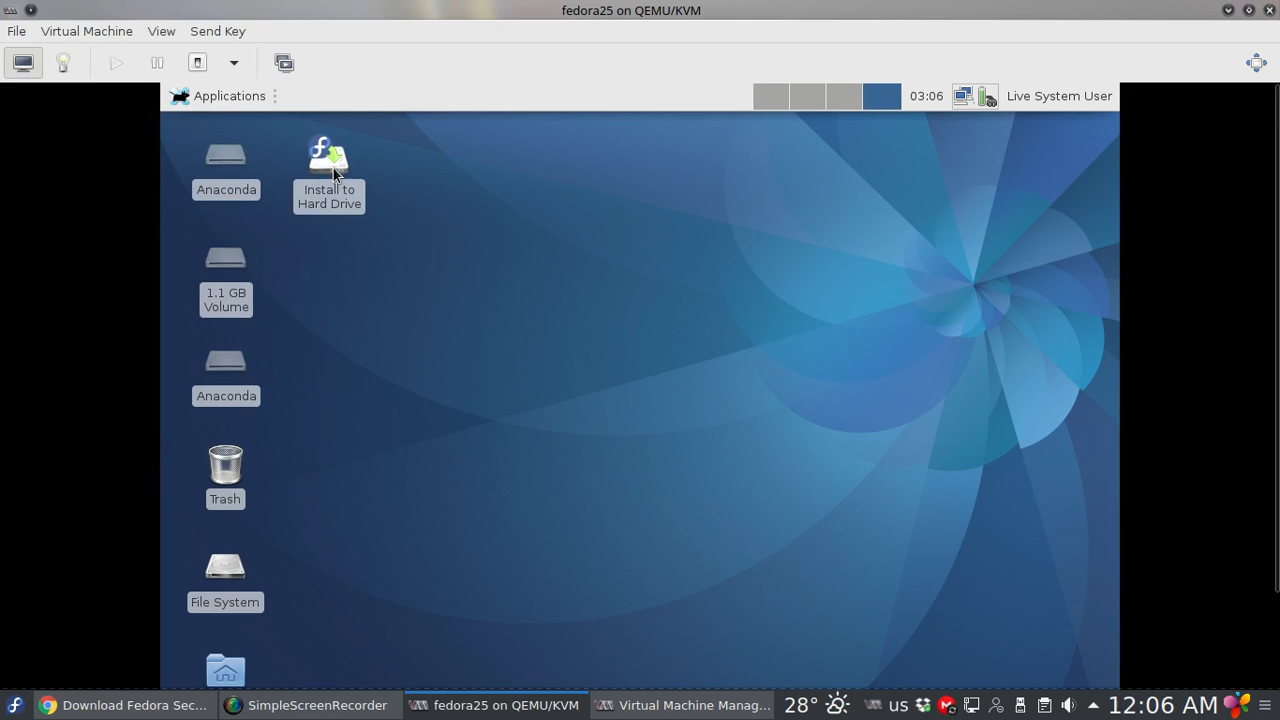 fedora25 on QEMU/KVM
File Virtual Machine View Send Key
Applications 03:06 Live System User
Anaconda
Install to
Hard Drive
1.1 GB
Volume
Anaconda
Trash
File System
Download Fedora Sec... SimpleScreenRecorder fedora25 on QEMU/KVM Virtual Machine Manag... 28° us 12:06 AM